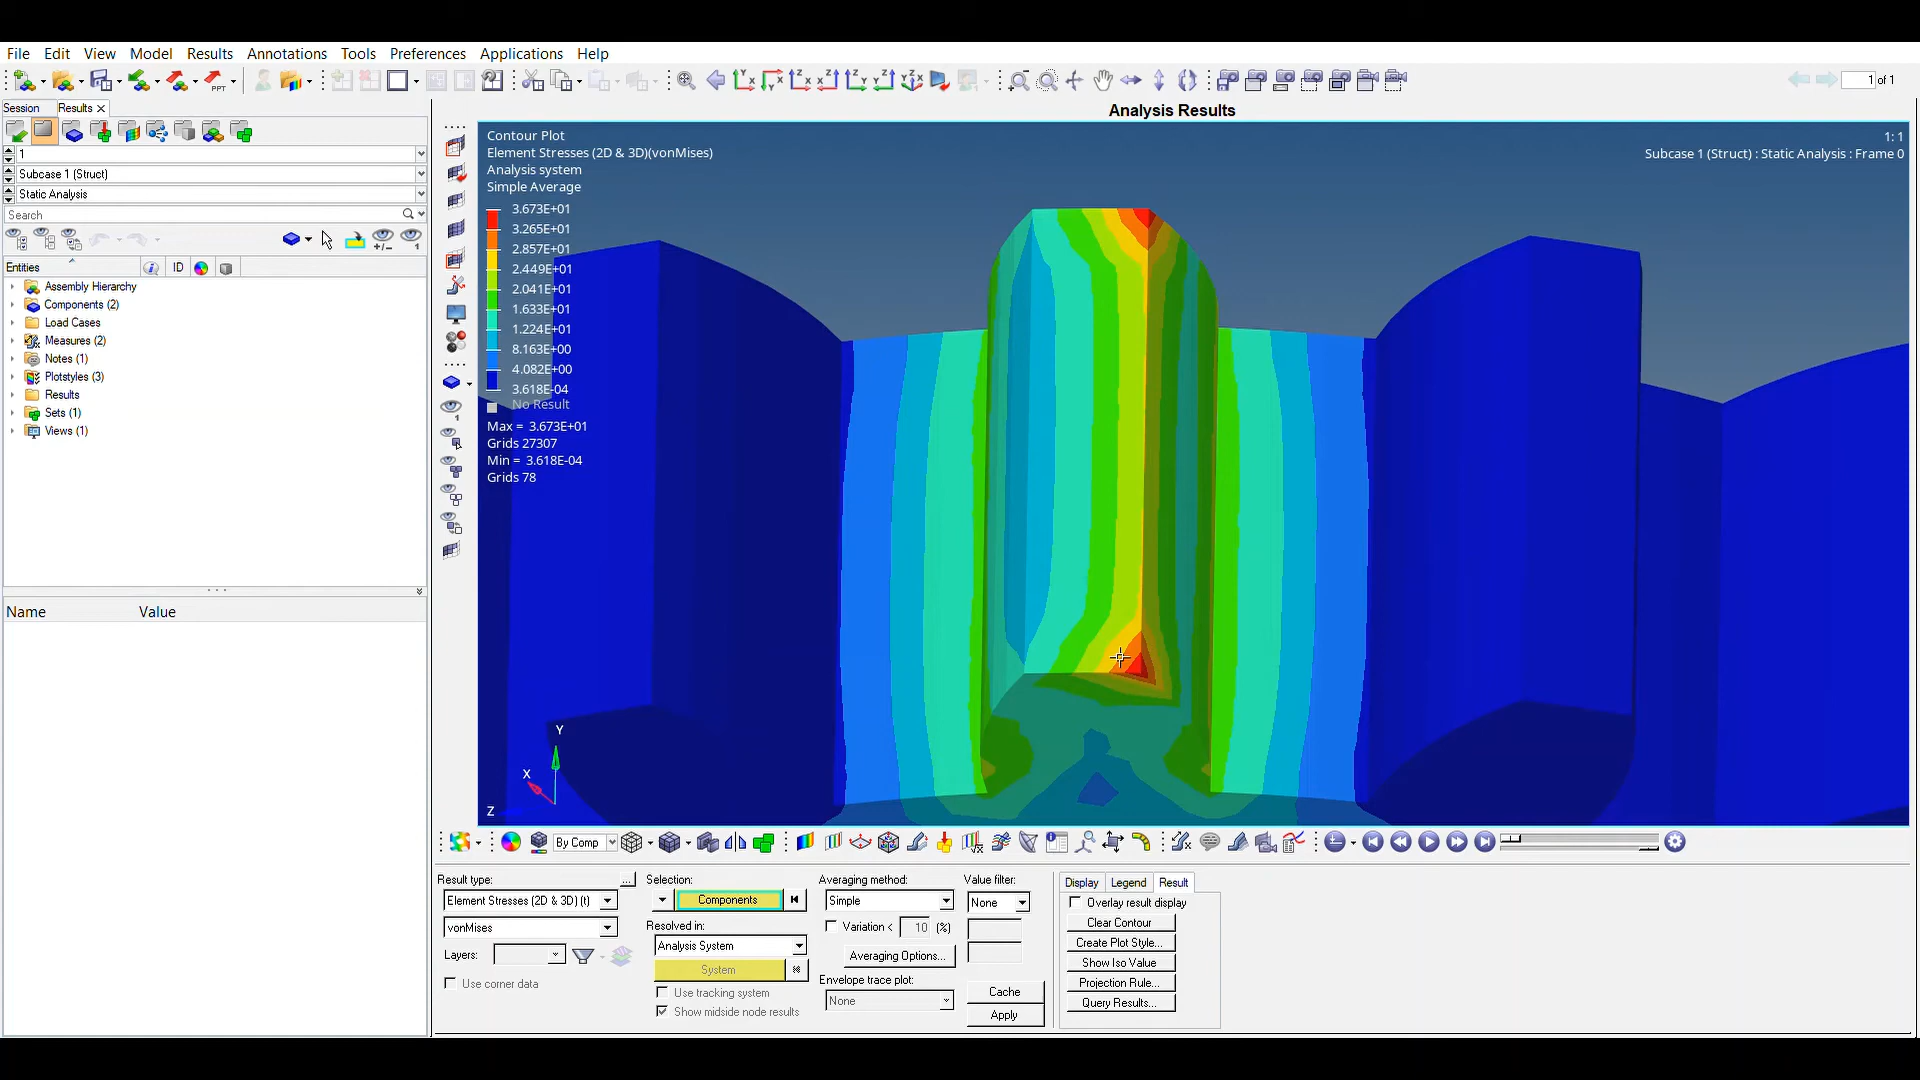 File Edit View Model Results Annotations Tools Preferences Applications Help
PPT
1 of 1
Session Results
Analysis Results
1
Subcase 1 (Struct)
Static Analysis
Search
Entities ID
Assembly Hierarchy
Components (2)
Load Cases
Measures (2)
Notes (1)
Plotstyles (3)
Results
Sets (1)
Views (1)
Name Value
Contour Plot
Element Stresses (2D & 3D)(vonMises)
Analysis system
Simple Average
3.673E+01
3.265E+01
2.857E+01
2.449E+01
2.041E+01
1.633E+01
1.224E+01
8.163E+00
4.082E+00
3.618E-04
No Result
Max = 3.673E+01
Grids 27307
Min = 3.618E-04
Grids 78
1: 1
Subcase 1 (Struct) : Static Analysis : Frame 0
Y
X
Z
By Comp
Result type:
...
Element Stresses (2D & 3D) (t)
vonMises
Layers:
Use corner data
Selection:
Components
Resolved in:
Analysis System
System
Use tracking system
Show midside node results
Averaging method:
Simple
Variation < 10 (%)
Averaging Options...
Envelope trace plot:
None
Value filter:
None
Cache
Apply
Display Legend Result
Overlay result display
Clear Contour
Create Plot Style...
Show Iso Value
Projection Rule...
Query Results...